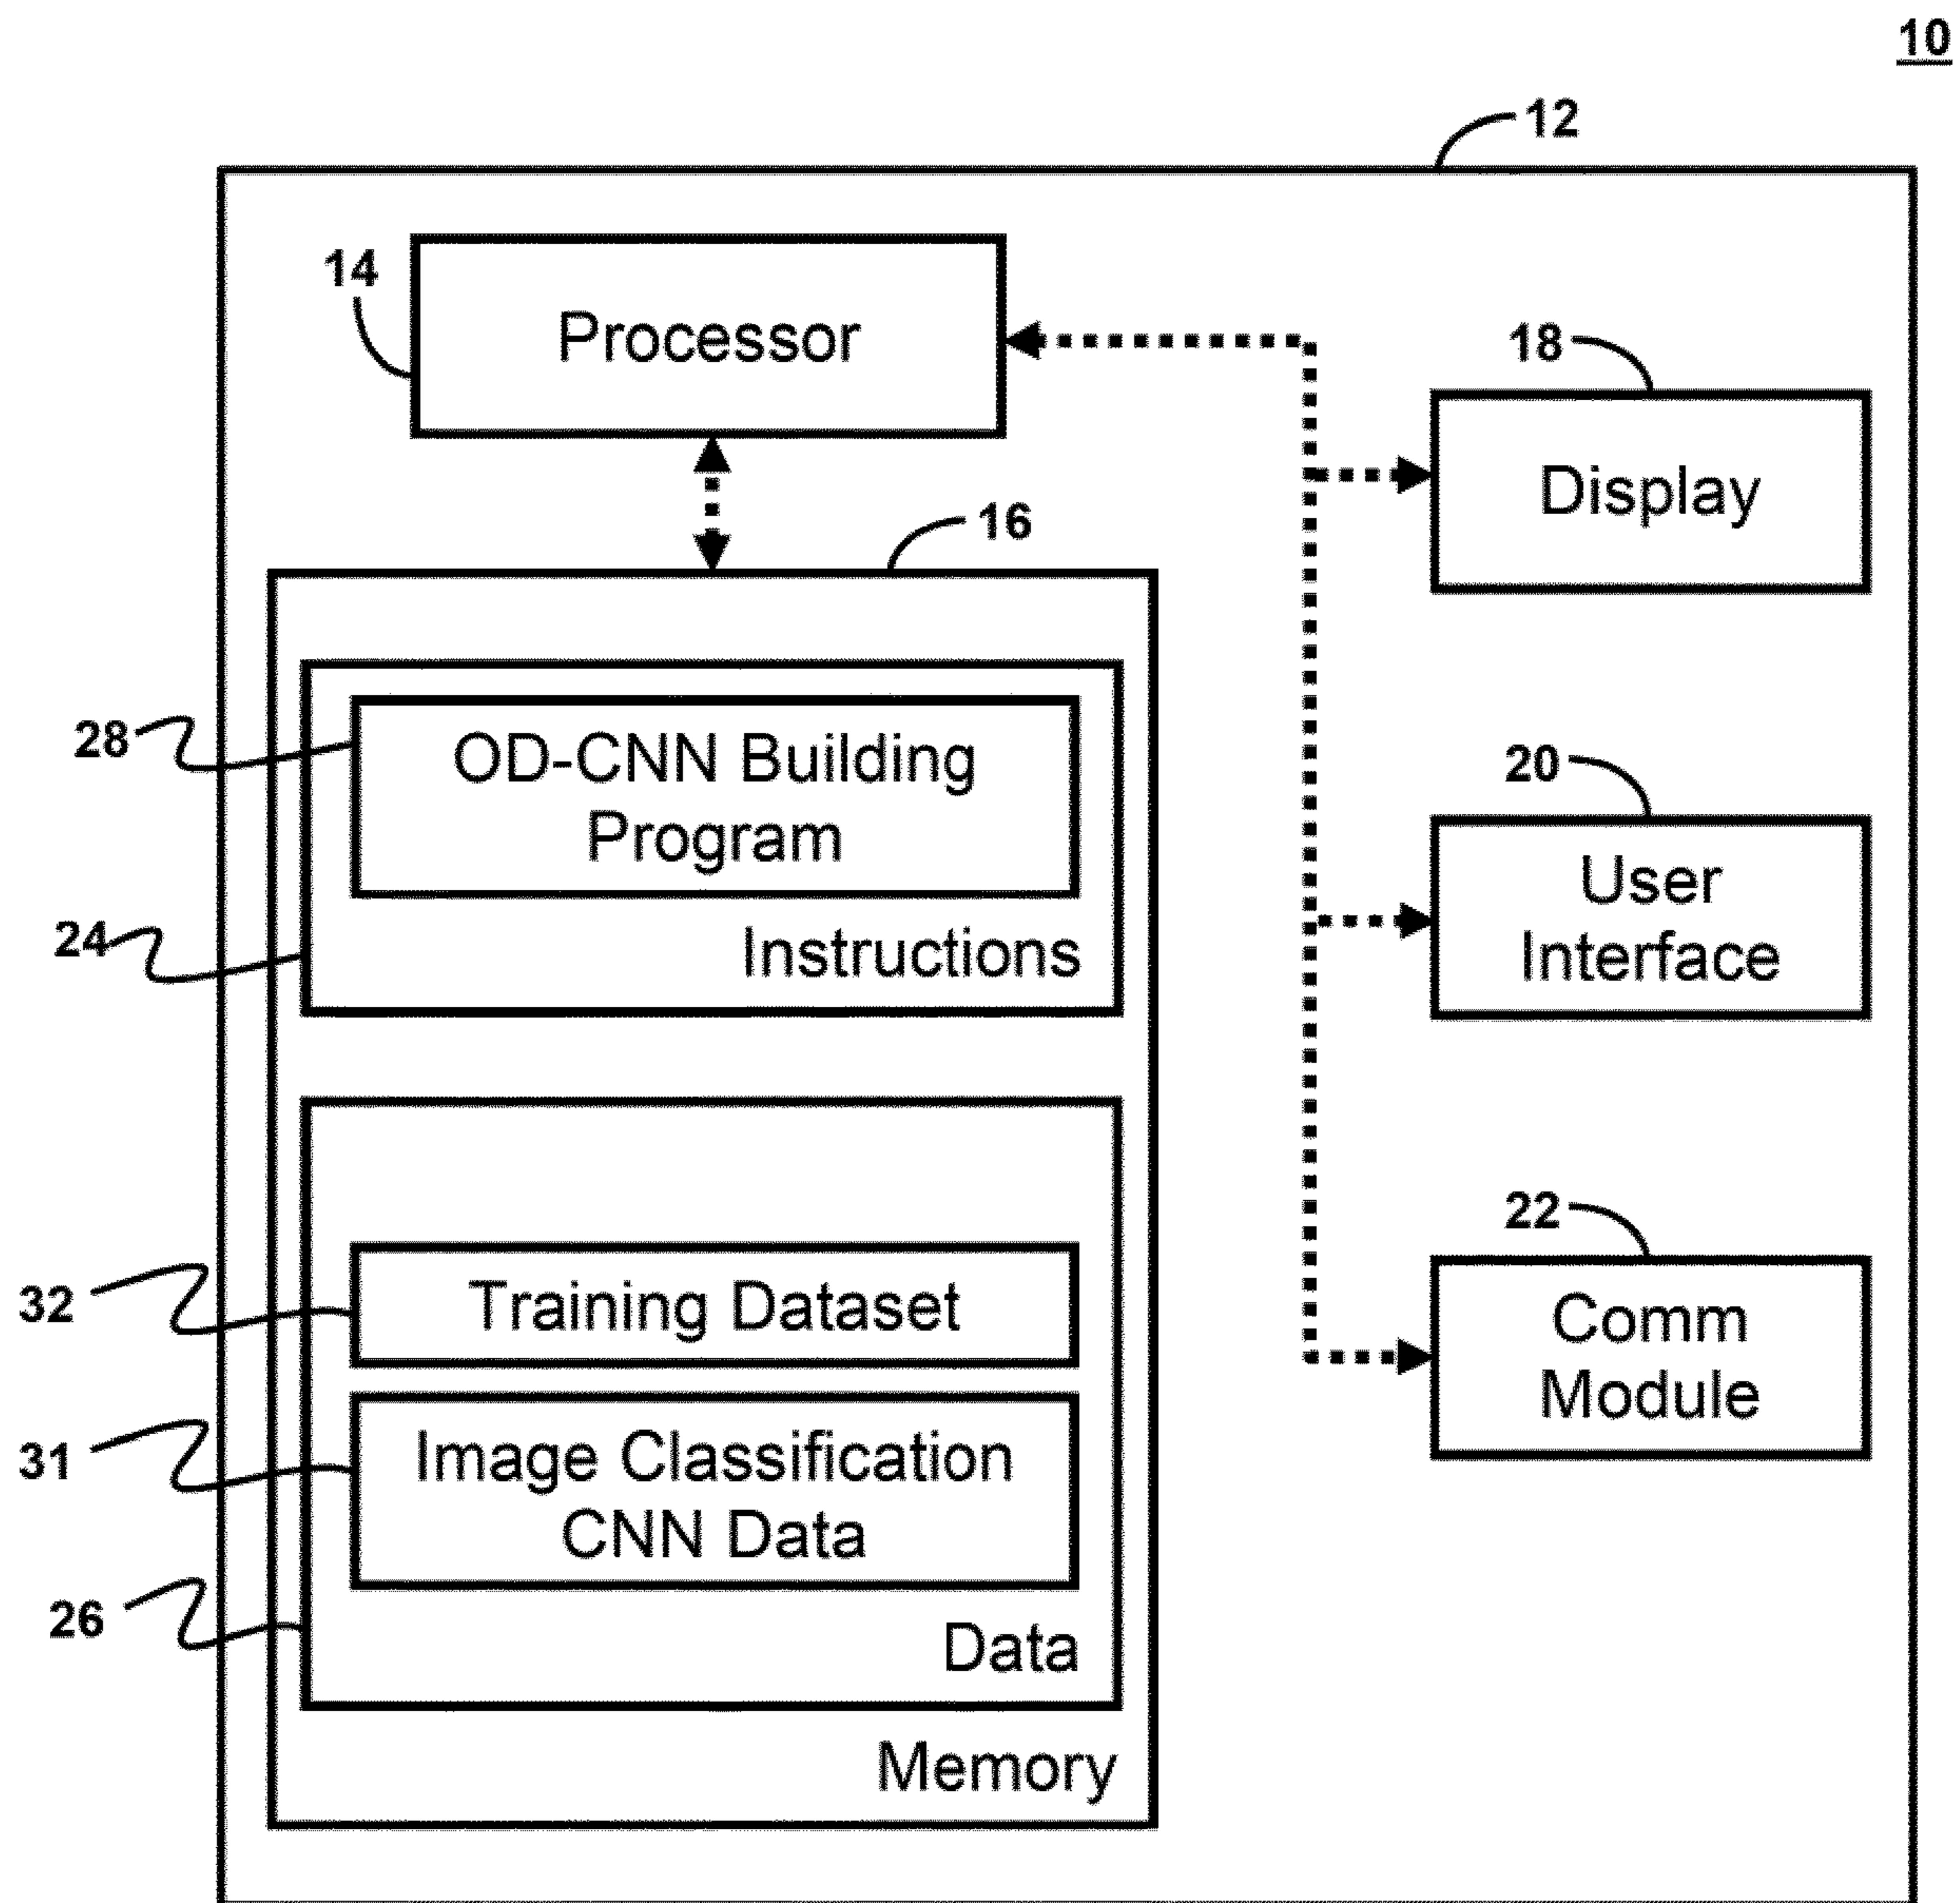 10
12
14
Processor
18
Display
16
28
OD-CNN Building
Program
24
Instructions
20
User
Interface
32
Training Dataset
22
Comm
Module
31
Image Classification
CNN Data
26
Data
Memory